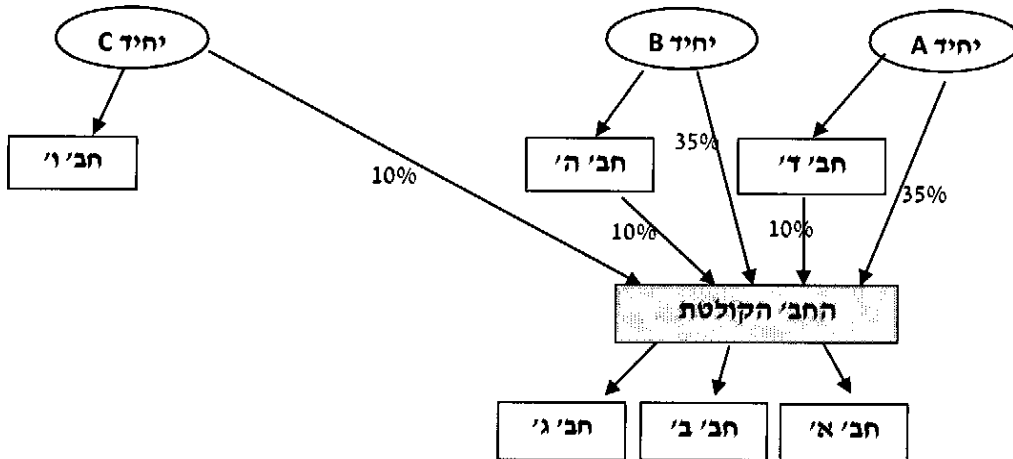 יחיד A
יחיד B
יחיד C
חב' ד'
חב' ה'
חב' ו'
35%
35%
10%
10%
10%
החב' הקולטת
חב' א'
חב' ב'
חב' ג'